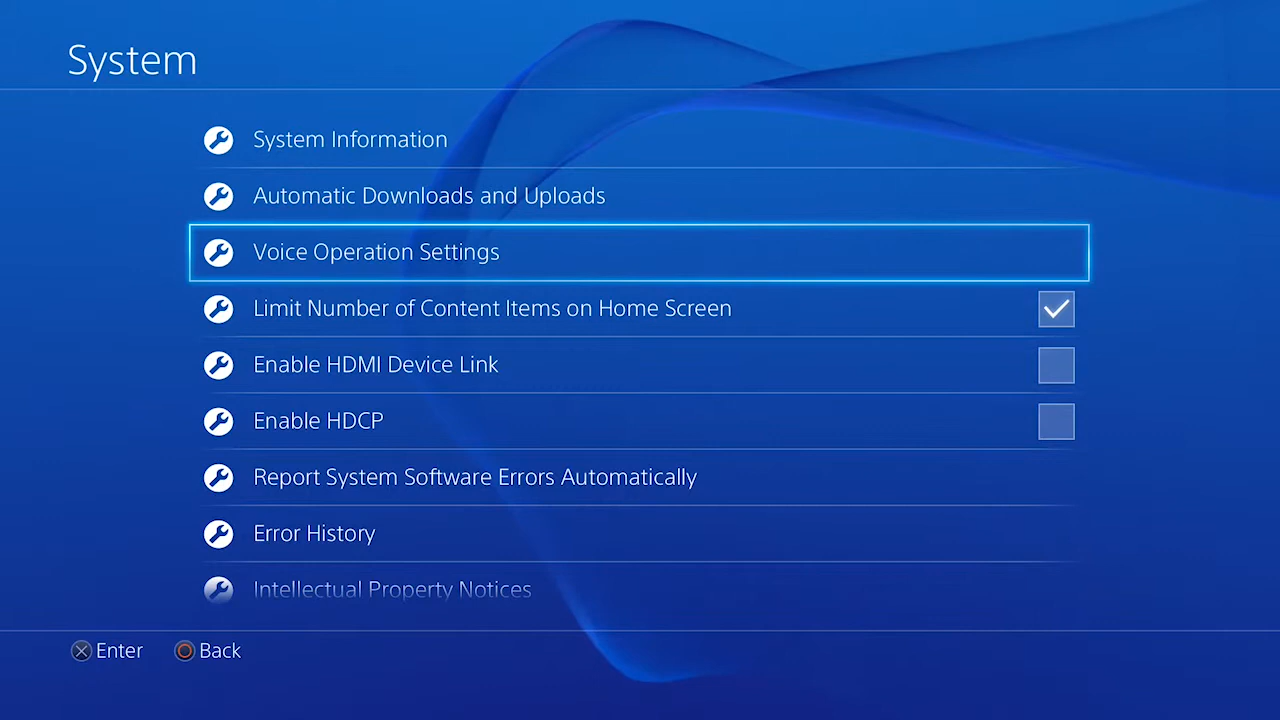 System
System Information
Automatic Downloads and Uploads
Voice Operation Settings
Limit Number of Content Items on Home Screen
Enable HDMI Device Link
Enable HDCP
Report System Software Errors Automatically
Error History
Intellectual Property Notices
Enter Back